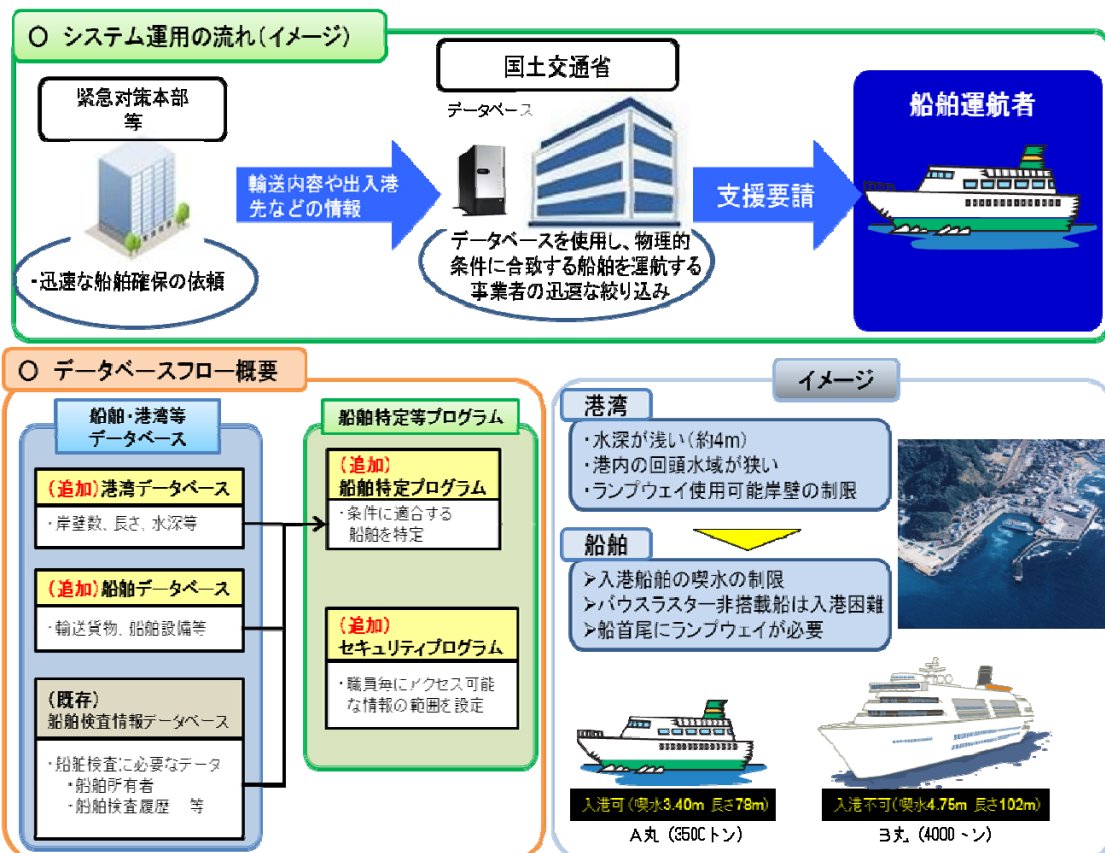 ○ システム運用の流れ(イメージ)
緊急対策本部
等
・迅速な船舶確保の依頼
輸送内容や出入港
先などの情報
国土交通省
データベース
データベースを使用し、物理的
条件に合致する船舶を運航する
事業者の迅速な絞り込み
支援要請
船舶運航者
○ データベースフロー概要
船舶・港湾等
データベース
(追加)港湾データベース
・岸壁数、長さ、水深等
(追加)船舶データベース
・輸送貨物、船舶設備等
(既存)
船舶検査情報データベース
・船舶検査に必要なデータ
・船舶所有者
・船舶検査履歴 等
船舶特定等プログラム
(追加)
船舶特定プログラム
・条件に適合する
船舶を特定
(追加)
セキュリティプログラム
・職員毎にアクセス可能
な情報の範囲を設定
イメージ
港湾
・水深が浅い(約4m)
・港内の回頭水域が狭い
・ランプウェイ使用可能岸壁の制限
船舶
➢入港船舶の喫水の制限
➢バウスラスター非搭載船は入港困難
➢船首尾にランプウェイが必要
入港可(喫水3.40m 長さ78m)
A丸 (3500トン)
入港不可(喫水4.75m 長さ102m)
B丸 (4000トン)